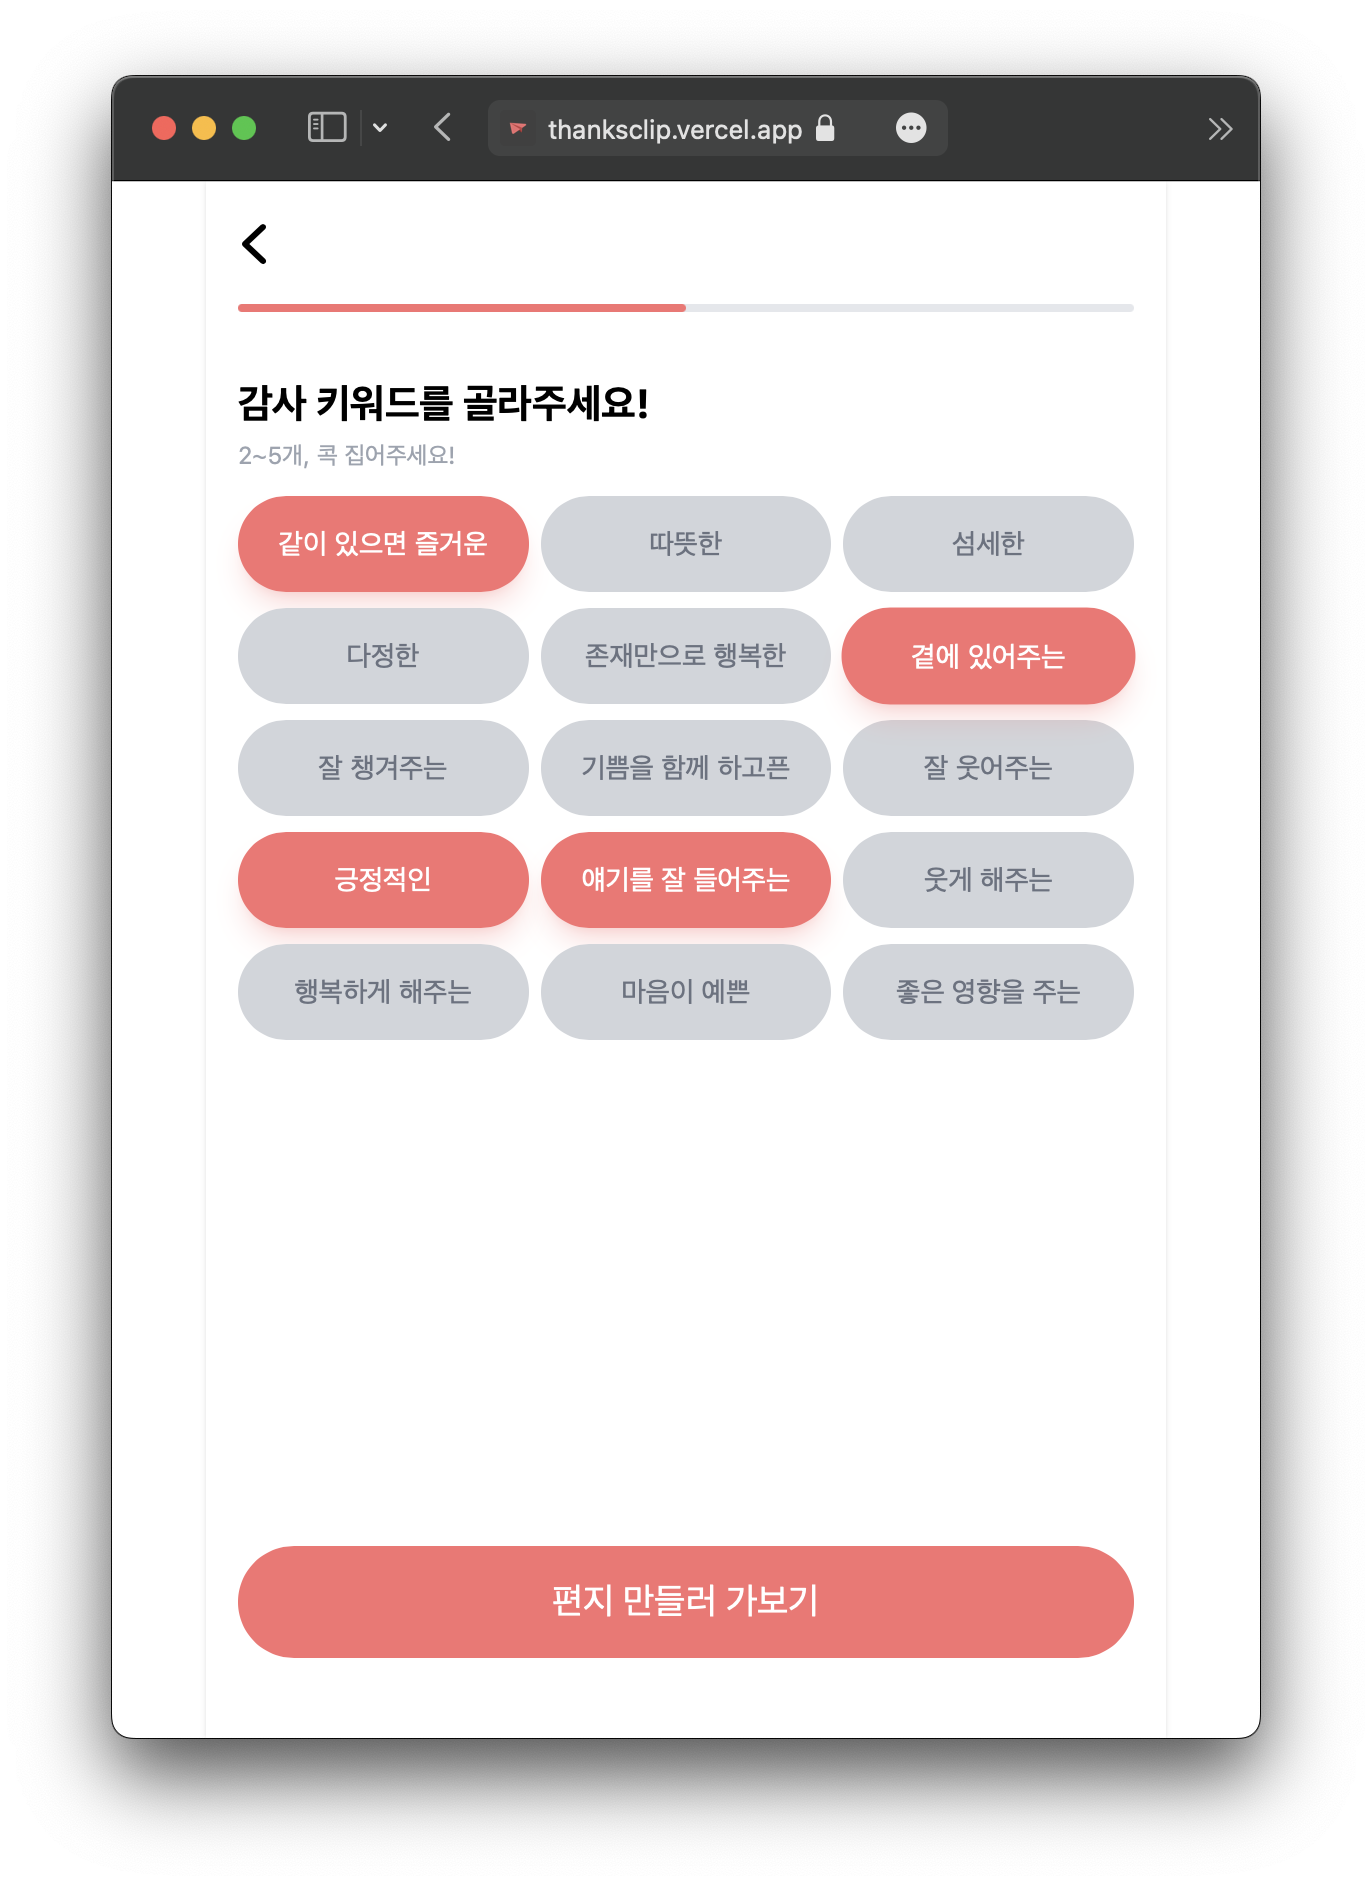 thanksclip.vercel.app
감사 키워드를 골라주세요!
2~5개, 콕 집어주세요!
같이 있으면 즐거운
따뜻한
섬세한
다정한
존재만으로 행복한
곁에 있어주는
잘 챙겨주는
기쁨을 함께 하고픈
잘 웃어주는
긍정적인
얘기를 잘 들어주는
웃게 해주는
행복하게 해주는
마음이 예쁜
좋은 영향을 주는
편지 만들러 가보기